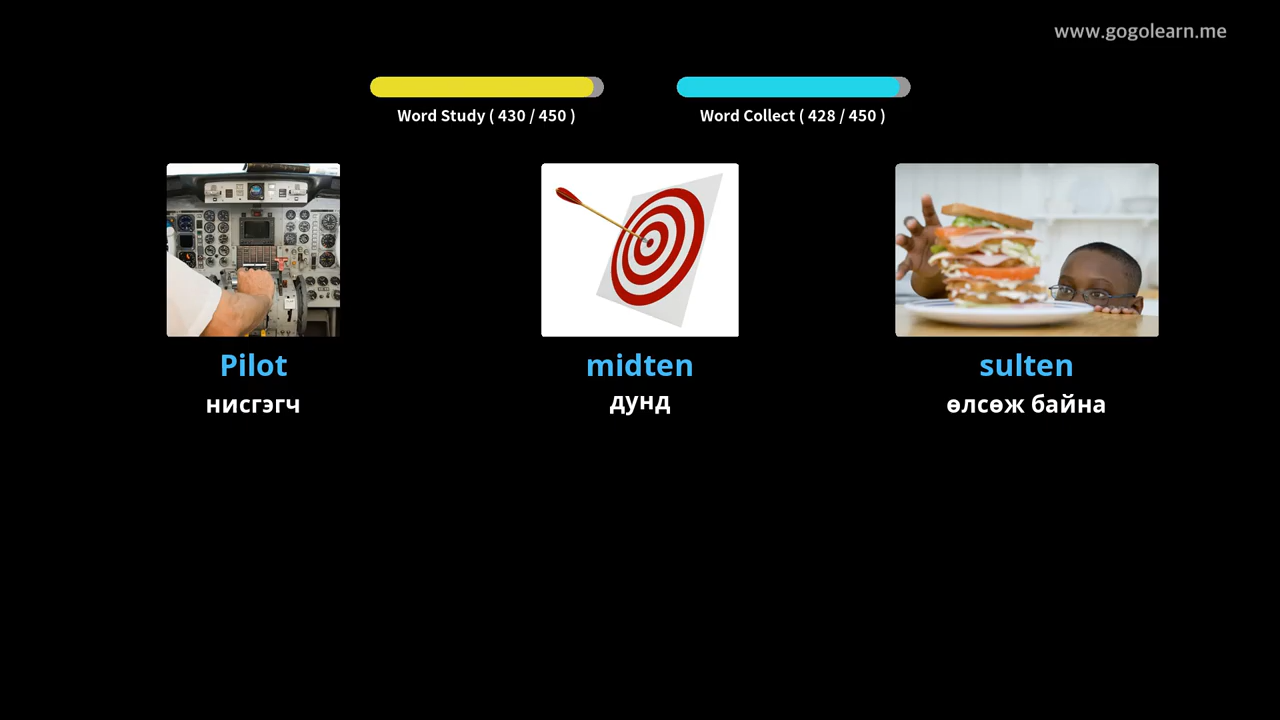 www.gogolearn.me
Word Study ( 430 / 450 )
Word Collect ( 428 / 450 )
Pilot
midten
sulten
нисгэгч
дунд
өлсөж байна